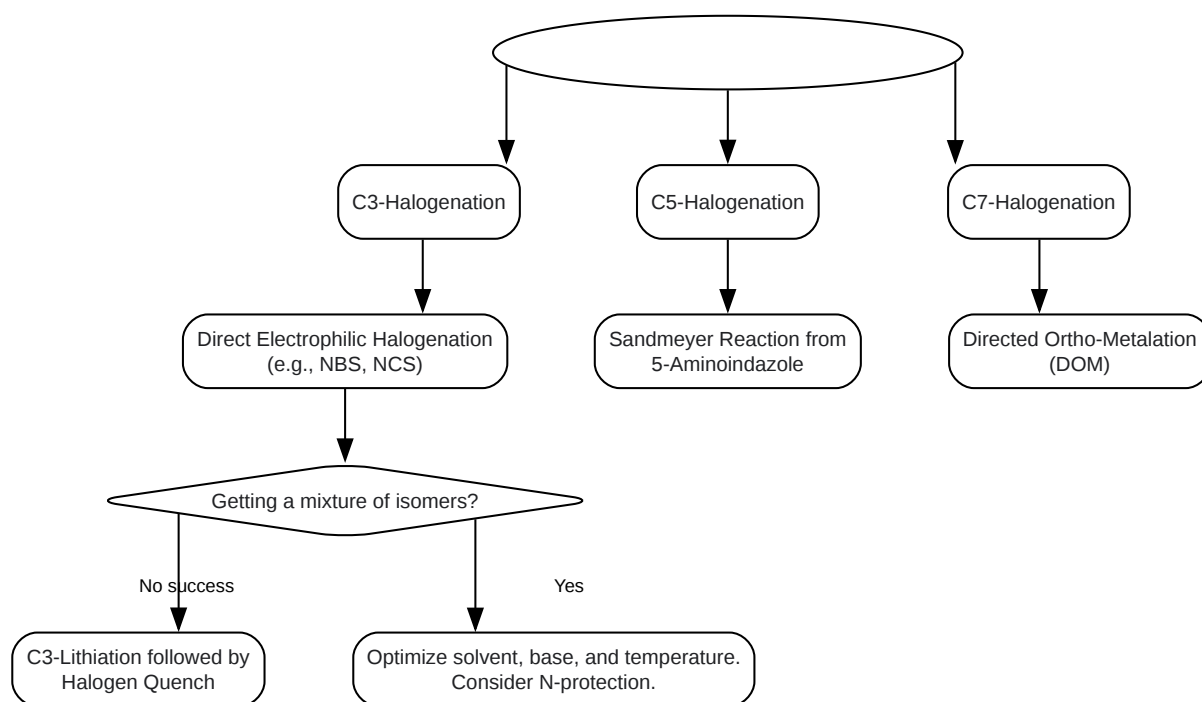 C3-Halogenation
C5-Halogenation
C7-Halogenation
Direct Electrophilic Halogenation
(e.g., NBS, NCS)
Sandmeyer Reaction from
5-Aminoindazole
Directed Ortho-Metalation
(DOM)
Getting a mixture of isomers?
No success
Yes
C3-Lithiation followed by
Halogen Quench
Optimize solvent, base, and temperature.
Consider N-protection.